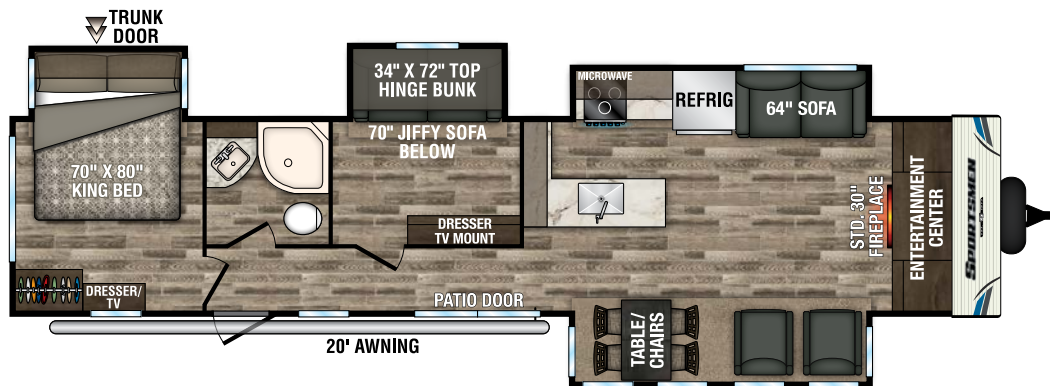 TRUNK
DOOR
34" X 72" TOP
HINGE BUNK
70" JIFFY SOFA
BELOW
MICROWAVE
REFRIG
64" SOFA
70" X 80"
KING BED
DRESSER
TV MOUNT
STD. 30"
FIREPLACE
ENTERTAINMENT
CENTER
SPORTSMEN
DRESSER/
TV
PATIO DOOR
20' AWNING
TABLE/
CHAIRS